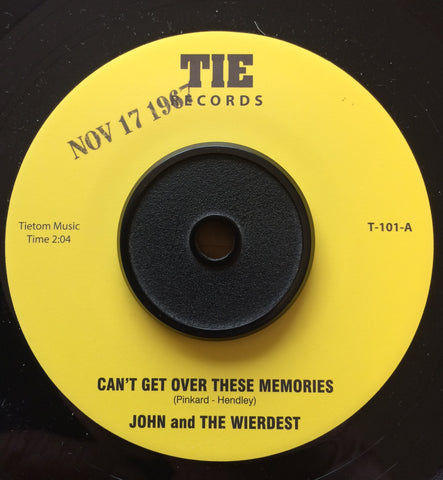 TIE
RECORDS
NOV 17 1967
Tietom Music
Time 2:04
T-101-A
CAN'T GET OVER THESE MEMORIES
(Pinkard - Hendley)
JOHN and THE WIERDEST